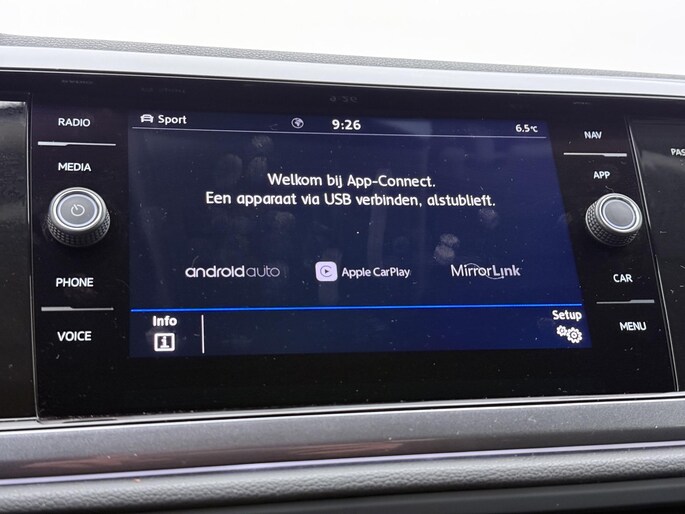 RADIO
MEDIA
PHONE
VOICE
Sport
9:26
6.5°C
Welkom bij App-Connect.
Een apparaat via USB verbinden, alstublieft.
androidauto
Apple CarPlay
MirrorLink
Info
Setup
NAV
APP
CAR
MENU